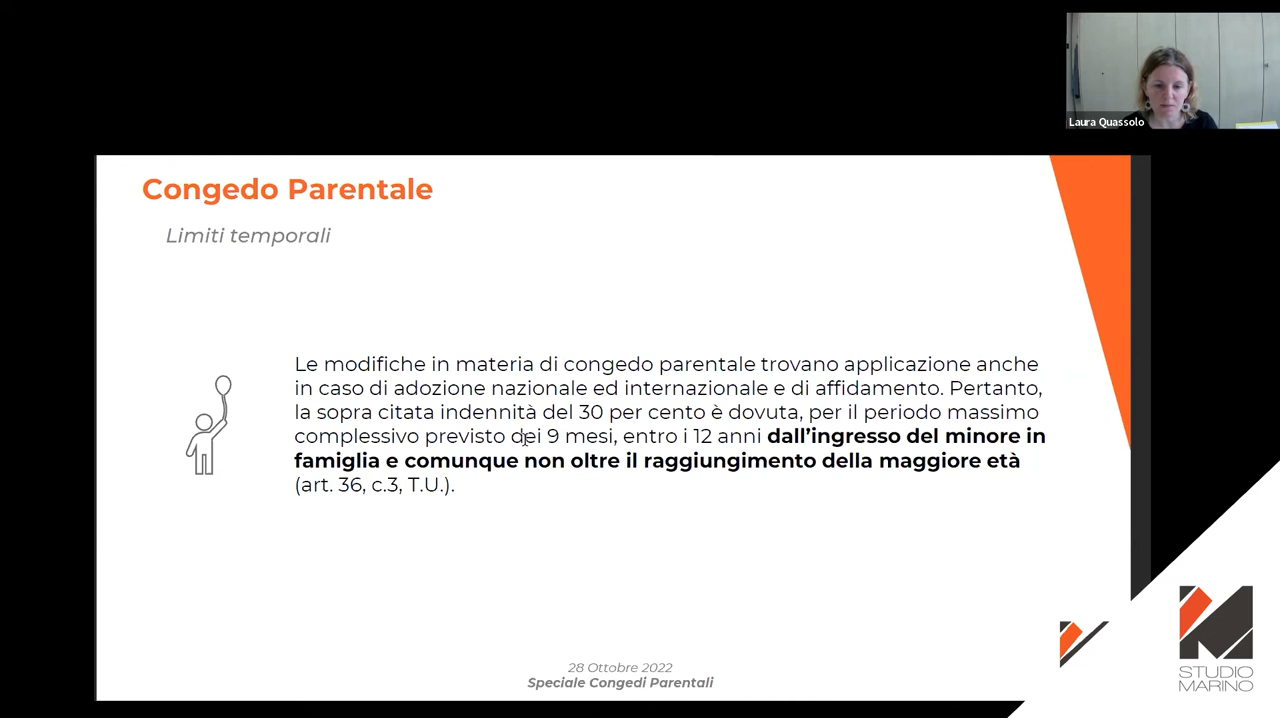 Laura Quassolo
Congedo Parentale
Limiti temporali
Le modifiche in materia di congedo parentale trovano applicazione anche
in caso di adozione nazionale ed internazionale e di affidamento. Pertanto,
la sopra citata indennità del 30 per cento è dovuta, per il periodo massimo
complessivo previsto dei 9 mesi, entro i 12 anni dall’ingresso del minore in
famiglia e comunque non oltre il raggiungimento della maggiore età
(art. 36, c.3, T.U.).
28 Ottobre 2022
Speciale Congedi Parentali
STUDIO
MARINO